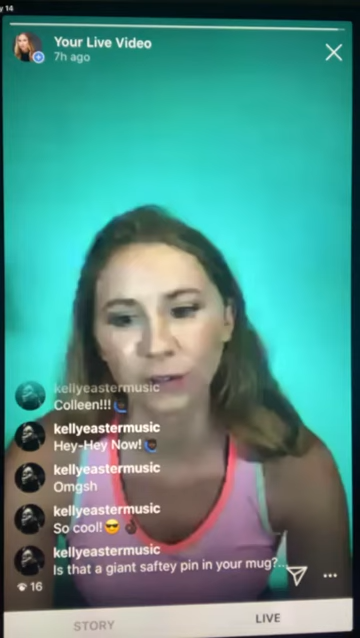 y 14
Your Live Video
7h ago
kellyeastermusic
Colleen!!!
kellyeastermusic
Hey-Hey Now!
kellyeastermusic
Omgsh
kellyeastermusic
So cool! 😎
kellyeastermusic
Is that a giant saftey pin in your mug?...
16
STORY
LIVE